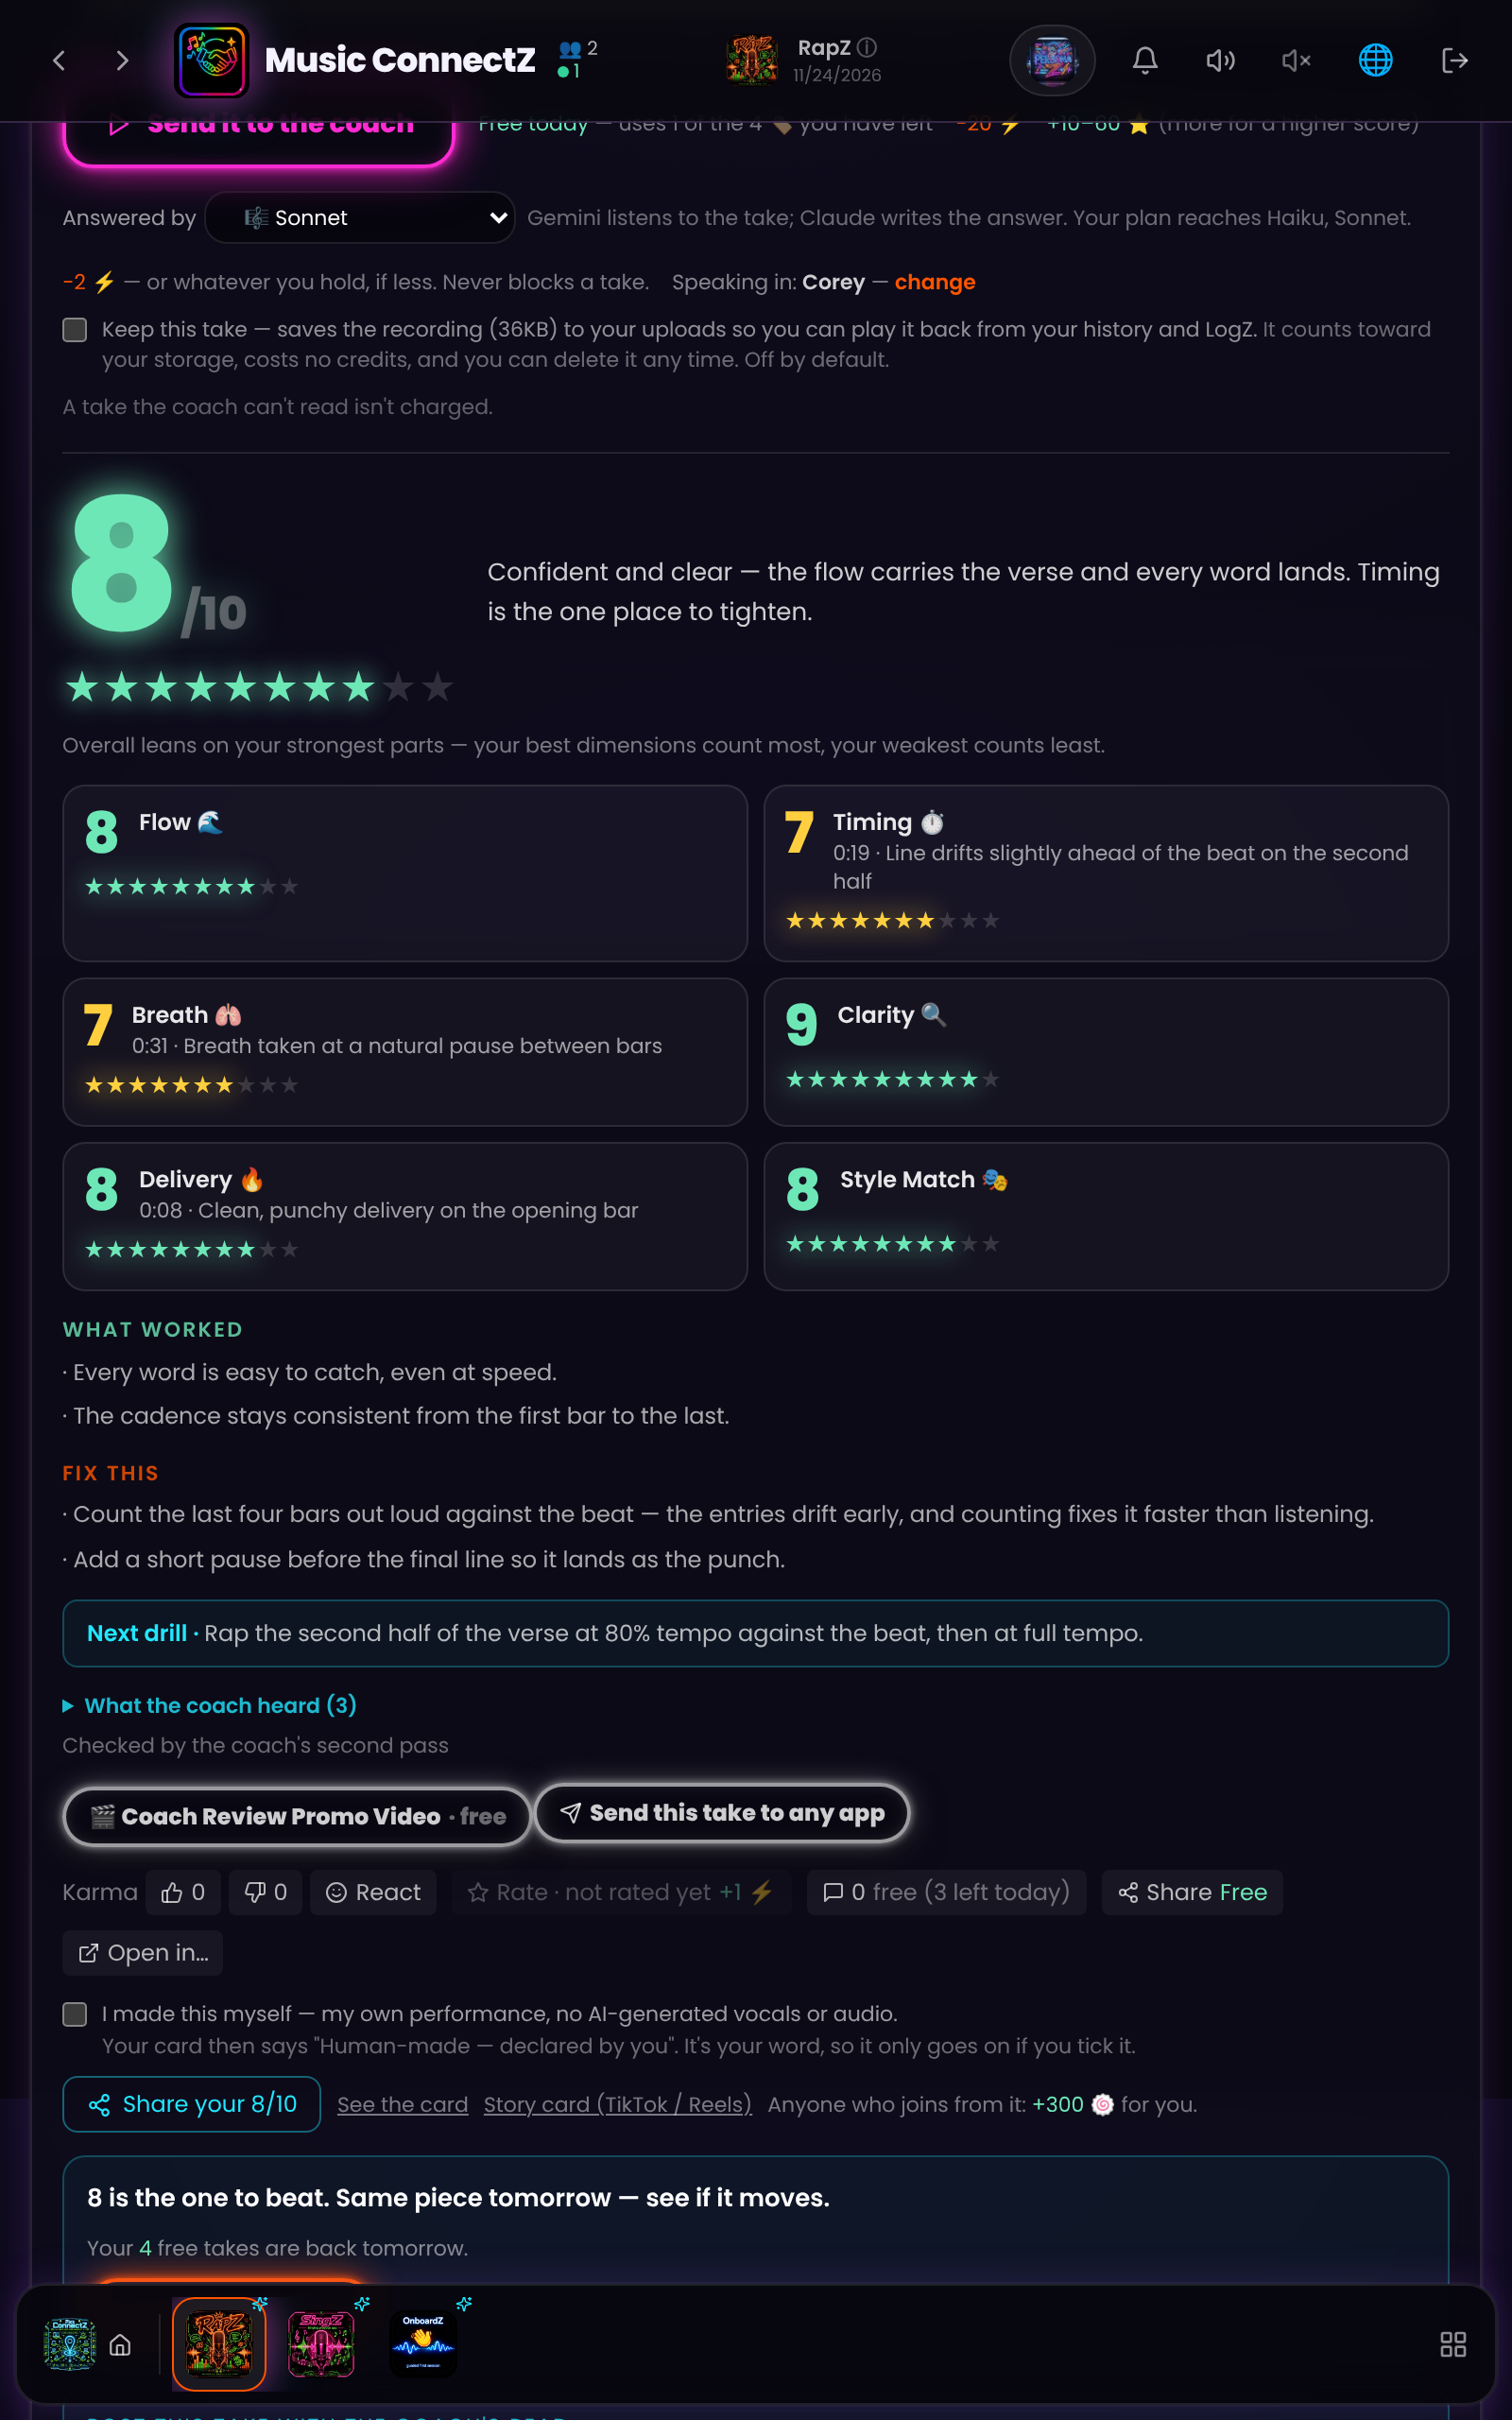 Music ConnectZ
👥 2
1
RapZ ⓘ
11/24/2026
Send it to the coach
Free today — uses 1 of the 4 you have left -20 ⚡ +10–60 ⭐ (more for a higher score)
Answered by 🎼 Sonnet Gemini listens to the take; Claude writes the answer. Your plan reaches Haiku, Sonnet.
-2 ⚡ — or whatever you hold, if less. Never blocks a take. Speaking in: Corey — change
Keep this take — saves the recording (36KB) to your uploads so you can play it back from your history and LogZ. It counts toward
your storage, costs no credits, and you can delete it any time. Off by default.
A take the coach can't read isn't charged.
8/10
Confident and clear — the flow carries the verse and every word lands. Timing
is the one place to tighten.
★★★★★★★★★★
Overall leans on your strongest parts — your best dimensions count most, your weakest counts least.
8 Flow 🌊
★★★★★★★★★★
7 Timing ⏱️
0:19 · Line drifts slightly ahead of the beat on the second
half
★★★★★★★★★★
7 Breath 🫁
0:31 · Breath taken at a natural pause between bars
★★★★★★★★★★
9 Clarity 🔍
★★★★★★★★★★
8 Delivery 🔥
0:08 · Clean, punchy delivery on the opening bar
★★★★★★★★★★
8 Style Match 🎭
★★★★★★★★★★
WHAT WORKED
· Every word is easy to catch, even at speed.
· The cadence stays consistent from the first bar to the last.
FIX THIS
· Count the last four bars out loud against the beat — the entries drift early, and counting fixes it faster than listening.
· Add a short pause before the final line so it lands as the punch.
Next drill · Rap the second half of the verse at 80% tempo against the beat, then at full tempo.
▶ What the coach heard (3)
Checked by the coach's second pass
🎬 Coach Review Promo Video · free
Send this take to any app
Karma 0 0 React Rate · not rated yet +1 ⚡ 0 free (3 left today) Share Free
Open in...
I made this myself — my own performance, no AI-generated vocals or audio.
Your card then says "Human-made — declared by you". It's your word, so it only goes on if you tick it.
Share your 8/10 See the card Story card (TikTok / Reels) Anyone who joins from it: +300 🍥 for you.
8 is the one to beat. Same piece tomorrow — see if it moves.
Your 4 free takes are back tomorrow.
ConnectZ
RapZ
SingZ
OnboardZ